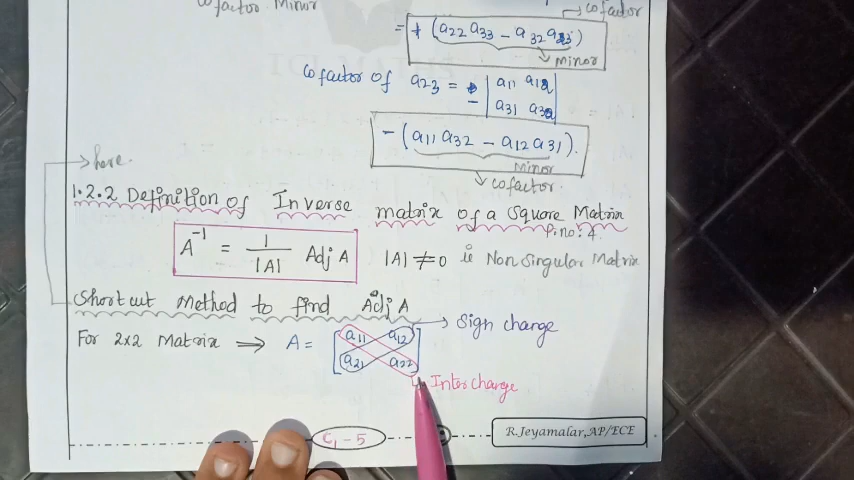 cofactor Minor
cofactor
= + (a22 a33 - a32 a23)
Minor
Cofactor of a23 = - | a11 a12
a31 a32 |
- (a11 a32 - a12 a31).
Minor
cofactor
here.
1.2.2 Definition of Inverse matrix of a Square Matrix
P.no: 4
A^-1 = 1/|A| Adj A |A| ≠ 0 ie Non Singular Matrix
Shortcut Method to find Adj A
Sign change
For 2x2 Matrix ⟹ A = [a11 a12
a21 a22]
Interchange
C1 - 5
R.Jeyamalar,AP/ECE